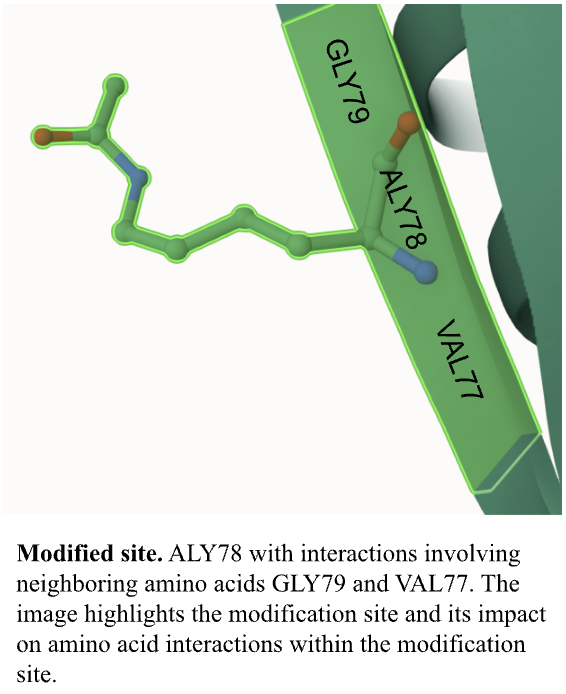 GLY79
ALY78
VAL77
Modified site. ALY78 with interactions involving
neighboring amino acids GLY79 and VAL77. The
image highlights the modification site and its impact
on amino acid interactions within the modification
site.